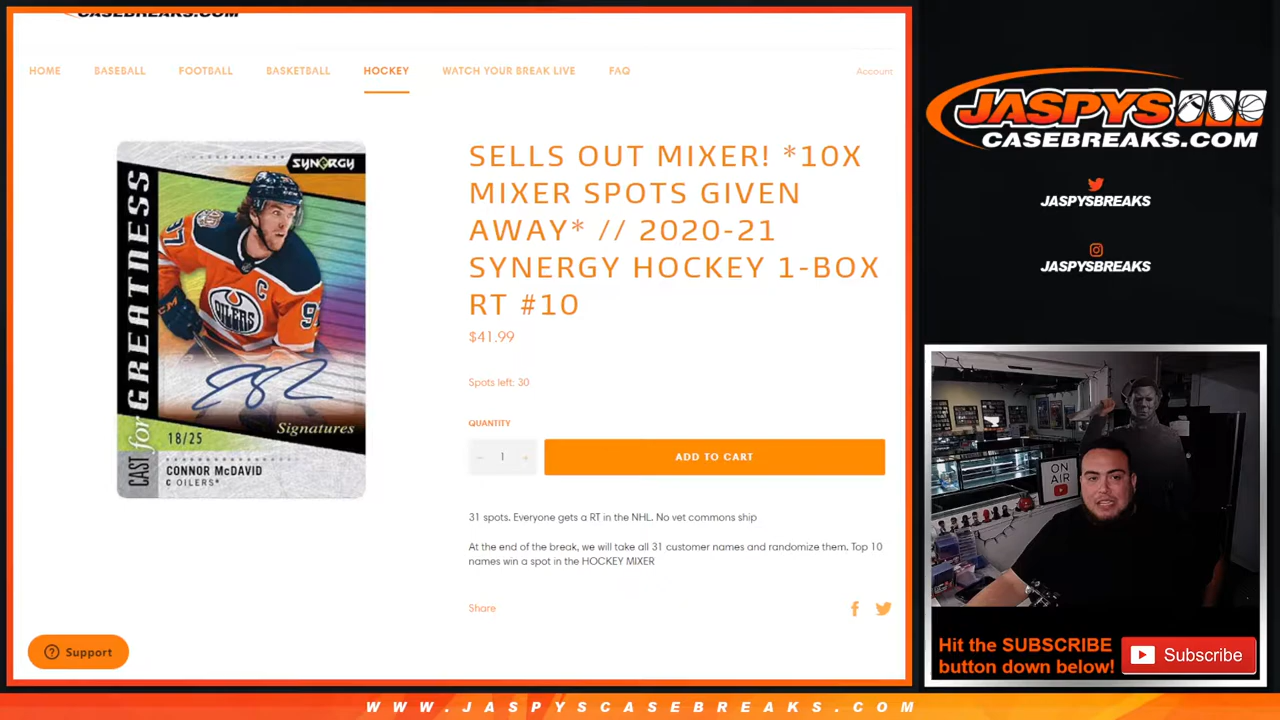 CASEBREAKS.COM
HOME BASEBALL FOOTBALL BASKETBALL HOCKEY WATCH YOUR BREAK LIVE FAQ Account
SYNERGY
CAST for GREATNESS
97
C
OILERS
9
Signatures
18/25
CONNOR McDAVID
C OILERS*
SELLS OUT MIXER! *10X
MIXER SPOTS GIVEN
AWAY* // 2020-21
SYNERGY HOCKEY 1-BOX
RT #10
$41.99
Spots left: 30
QUANTITY
− 1 +
ADD TO CART
31 spots. Everyone gets a RT in the NHL. No vet commons ship
At the end of the break, we will take all 31 customer names and randomize them. Top 10
names win a spot in the HOCKEY MIXER
Share
Support
JASPYS
CASEBREAKS.COM
JASPYSBREAKS
JASPYSBREAKS
ON
AIR
Hit the SUBSCRIBE
button down below!
Subscribe
WWW.JASPYSCASEBREAKS.COM